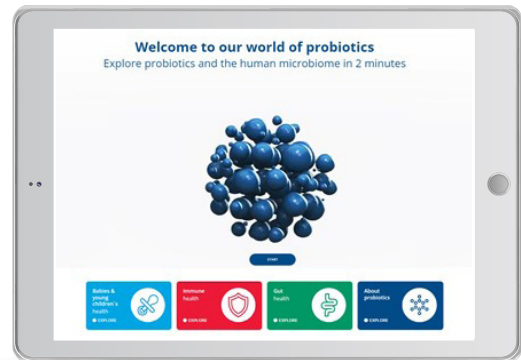 Welcome to our world of probiotics
Explore probiotics and the human microbiome in 2 minutes
START
Babies &
young
children's
health
EXPLORE
Immune
health
EXPLORE
Gut
health
EXPLORE
About
probiotics
EXPLORE